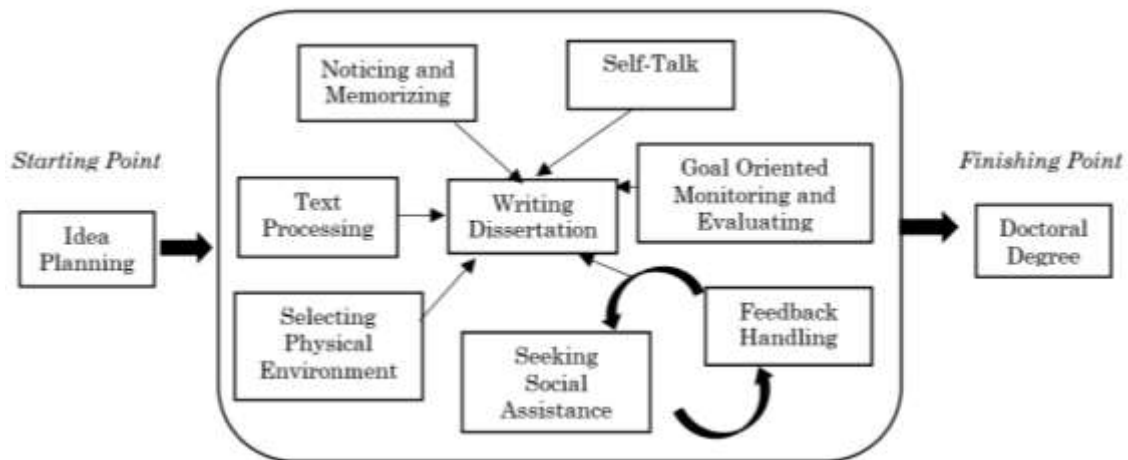 Starting Point
Idea
Planning
Noticing and
Memorizing
Self-Talk
Text
Processing
Writing
Dissertation
Goal Oriented
Monitoring and
Evaluating
Selecting
Physical
Environment
Seeking
Social
Assistance
Feedback
Handling
Finishing Point
Doctoral
Degree